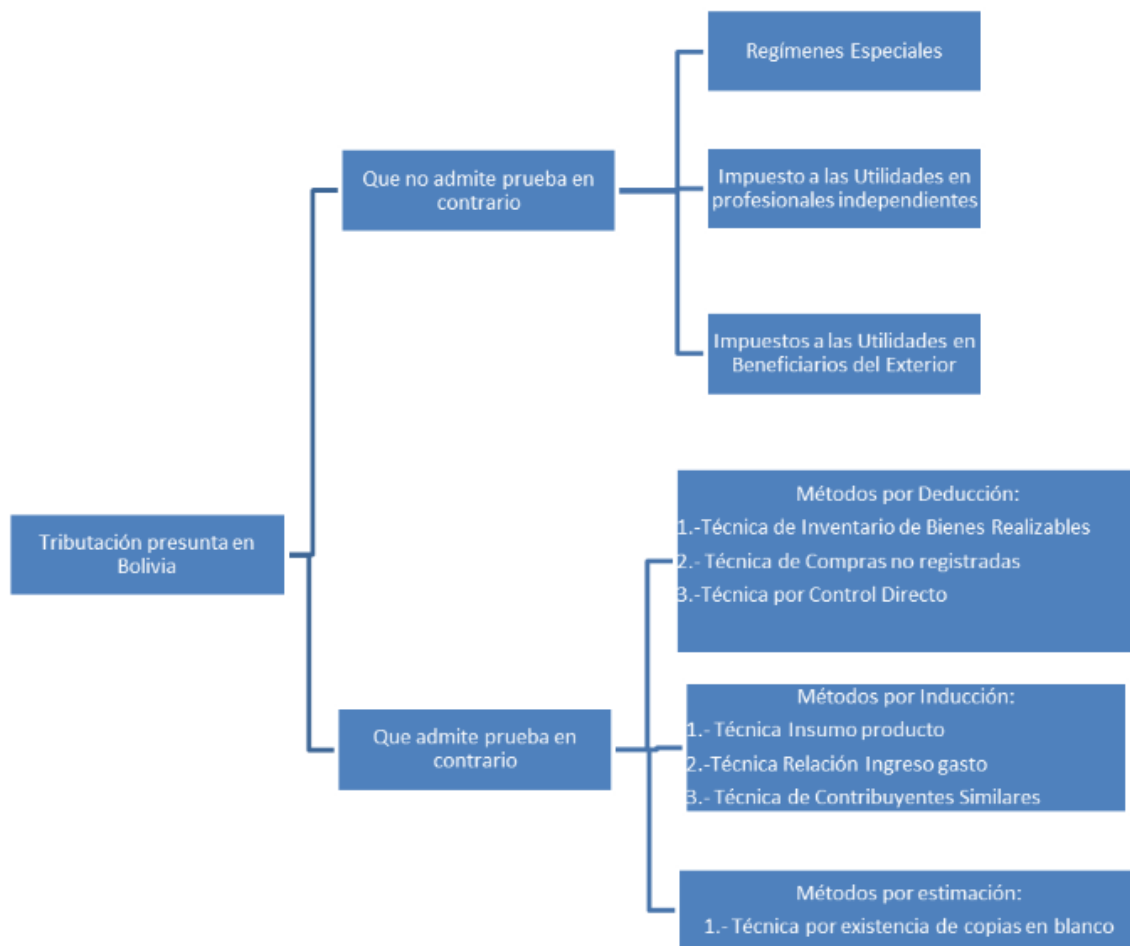 Regímenes Especiales
Que no admite prueba en
contrario
Impuesto a las Utilidades en
profesionales independientes
Impuestos a las Utilidades en
Beneficiarios del Exterior
Tributación presunta en
Bolivia
Que admite prueba en
contrario
Métodos por Deducción:
1.-Técnica de Inventario de Bienes Realizables
2.- Técnica de Compras no registradas
3.-Técnica por Control Directo
Métodos por Inducción:
1.- Técnica Insumo producto
2.-Técnica Relación Ingreso gasto
3.- Técnica de Contribuyentes Similares
Métodos por estimación:
1.- Técnica por existencia de copias en blanco